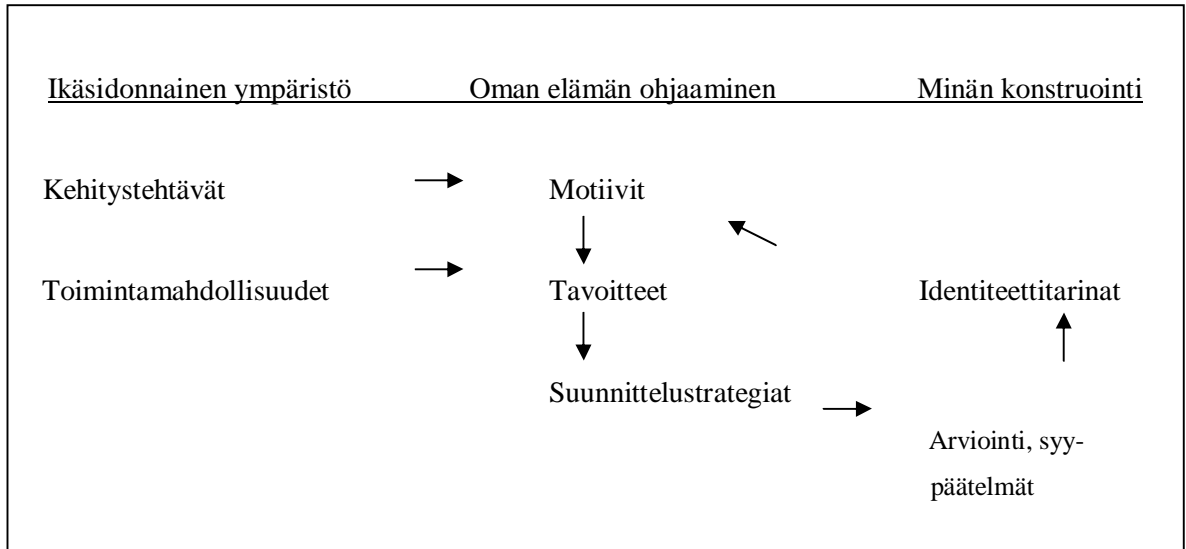 Ikäsidonnainen ympäristö Oman elämän ohjaaminen Minän konstruointi
Kehitystehtävät Motiivit
Toimintamahdollisuudet Tavoitteet Identiteettitarinat
Suunnittelustrategiat
Arviointi, syy-
päätelmät